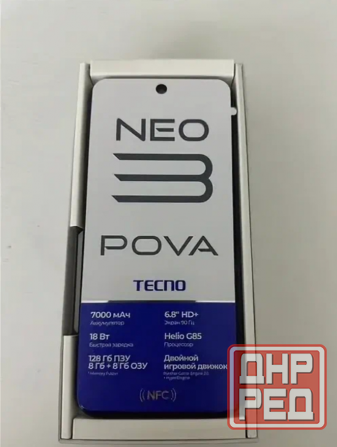 NEO
3
POVA
TECNO
7000 мАч
Аккумулятор
6.8" HD+
Экран 90 Гц
18 Вт
Быстрая зарядка
Helio G85
Процессор
128 Гб ПЗУ
8 Гб + 8 Гб ОЗУ
Двойной
игровой движок
NFC
ДНР
РЕД